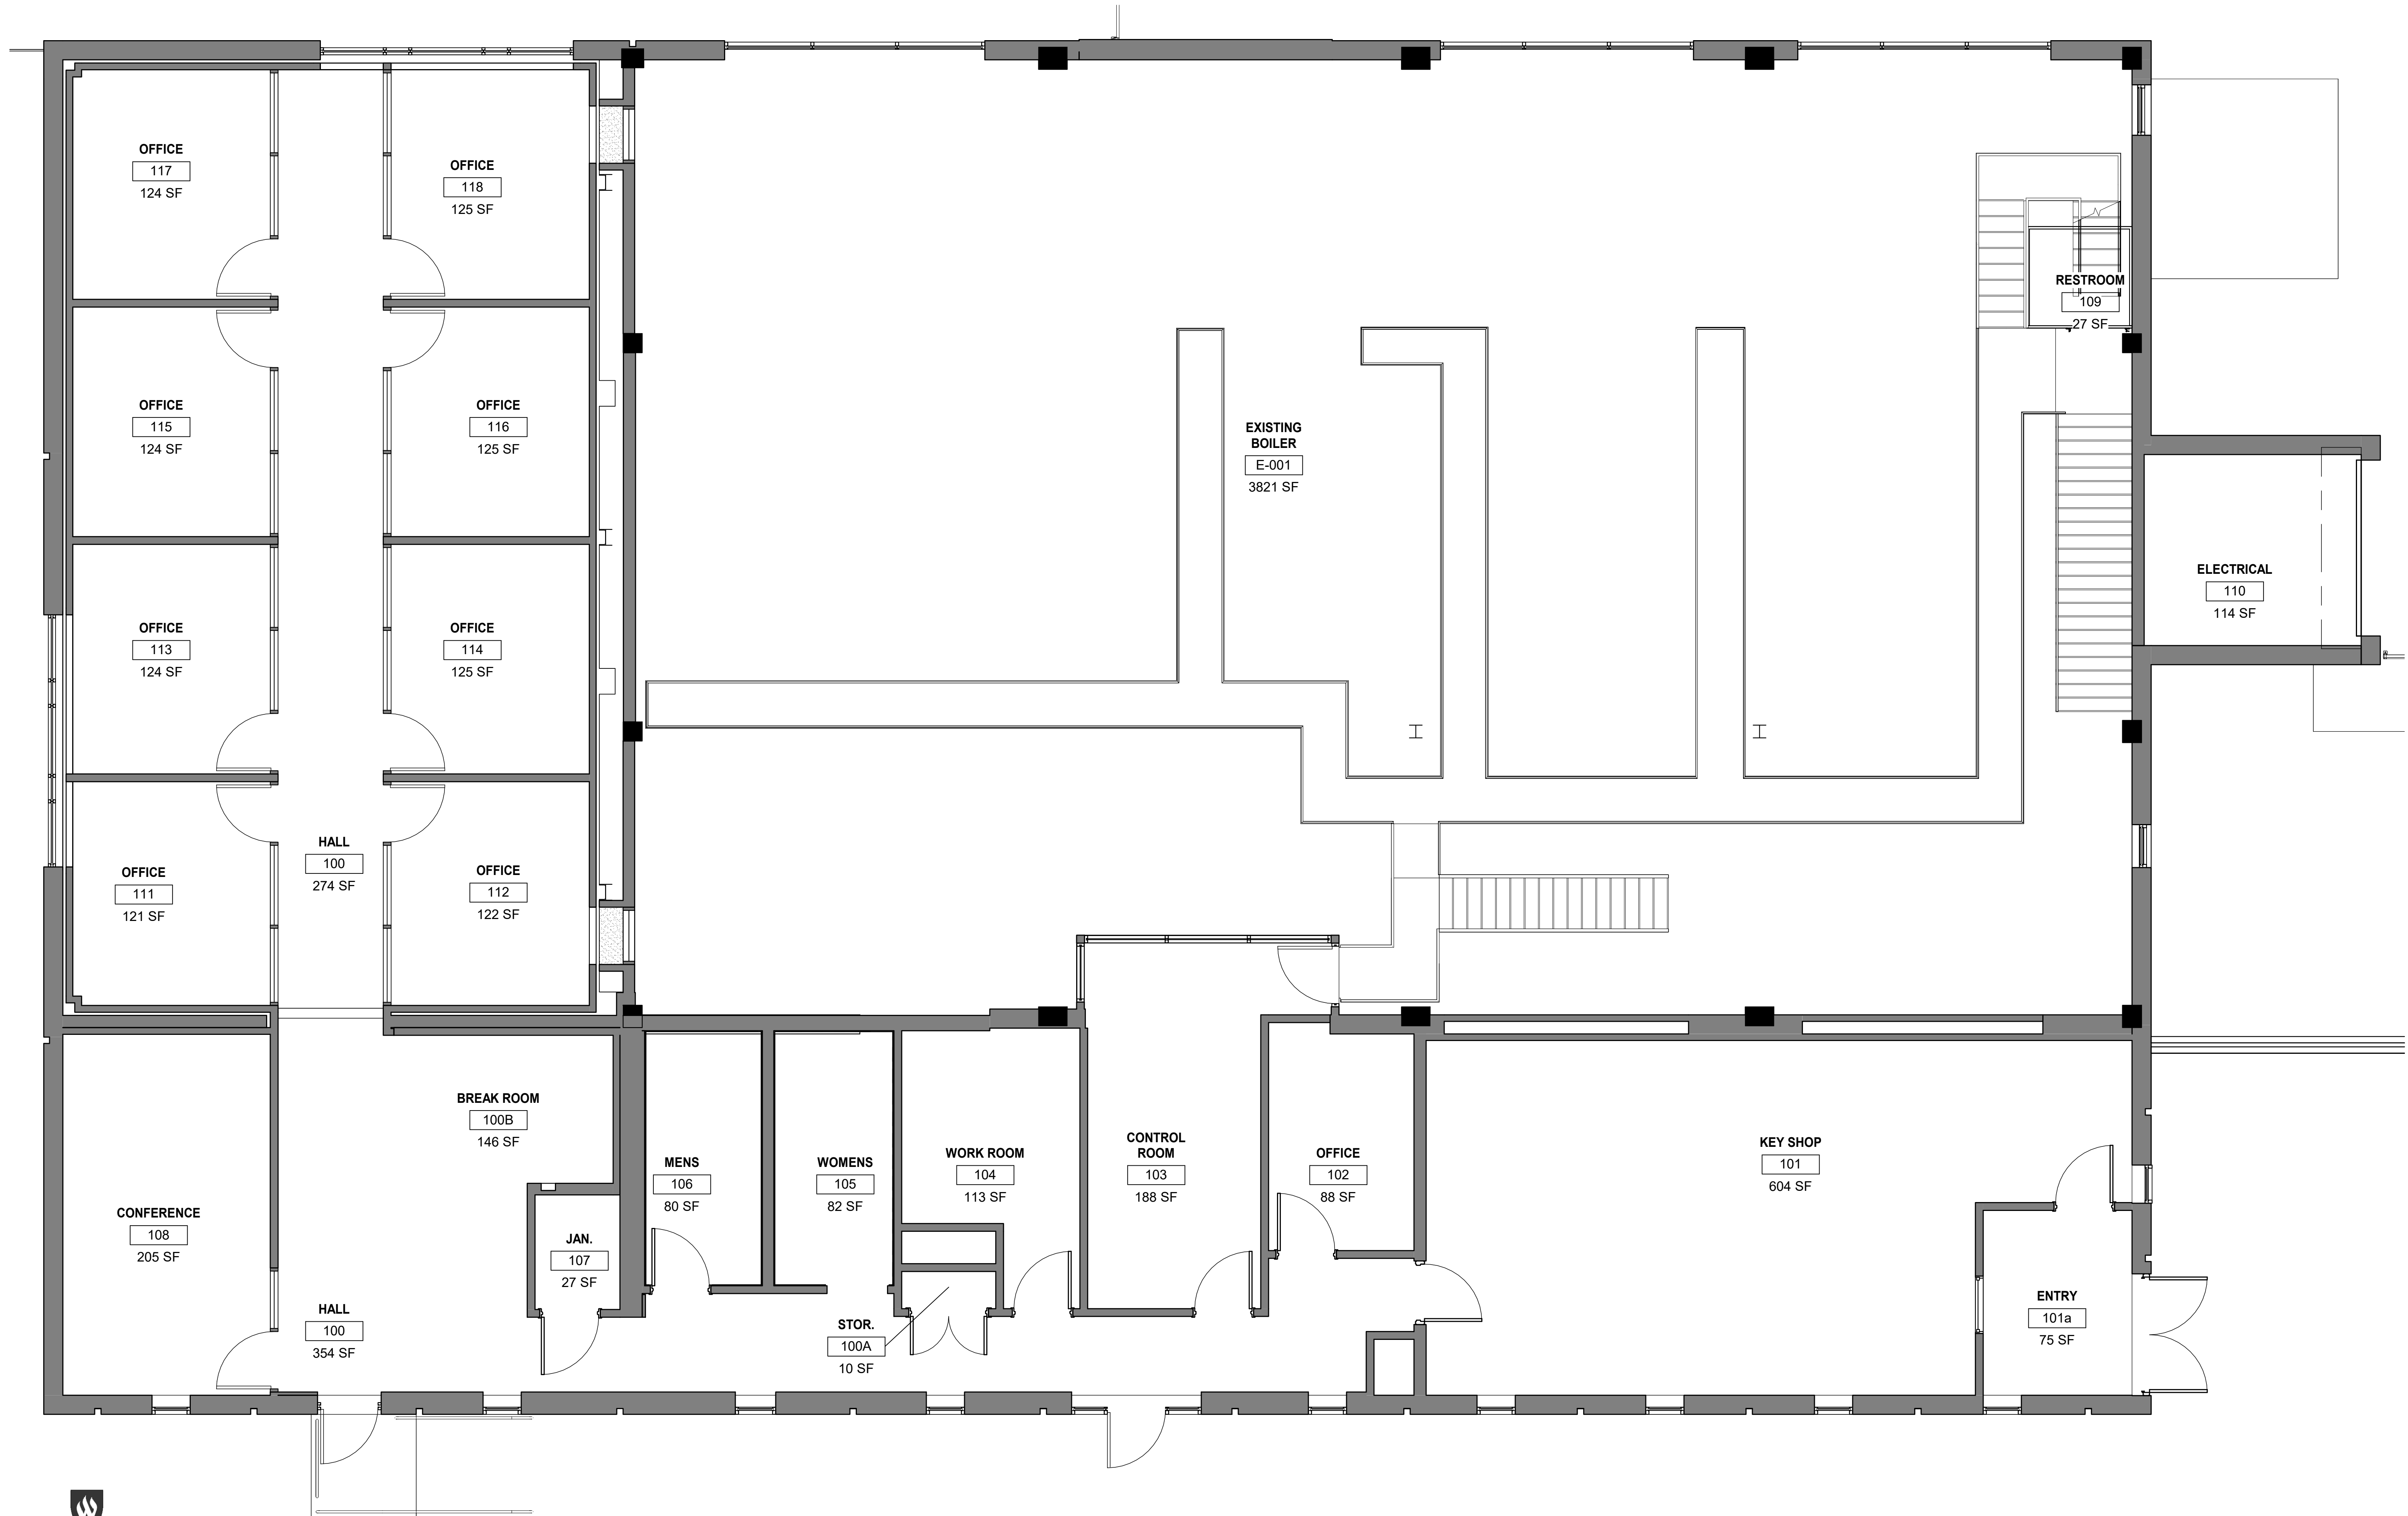 OFFICE
117
124 SF
OFFICE
118
125 SF
RESTROOM
109
27 SF
OFFICE
115
124 SF
OFFICE
116
125 SF
EXISTING
BOILER
E-001
3821 SF
ELECTRICAL
110
114 SF
OFFICE
113
124 SF
OFFICE
114
125 SF
HALL
100
274 SF
OFFICE
111
121 SF
OFFICE
112
122 SF
BREAK ROOM
100B
146 SF
MENS
106
80 SF
WOMENS
105
82 SF
WORK ROOM
104
113 SF
CONTROL
ROOM
103
188 SF
OFFICE
102
88 SF
KEY SHOP
101
604 SF
CONFERENCE
108
205 SF
JAN.
107
27 SF
HALL
100
354 SF
STOR.
100A
10 SF
ENTRY
101a
75 SF